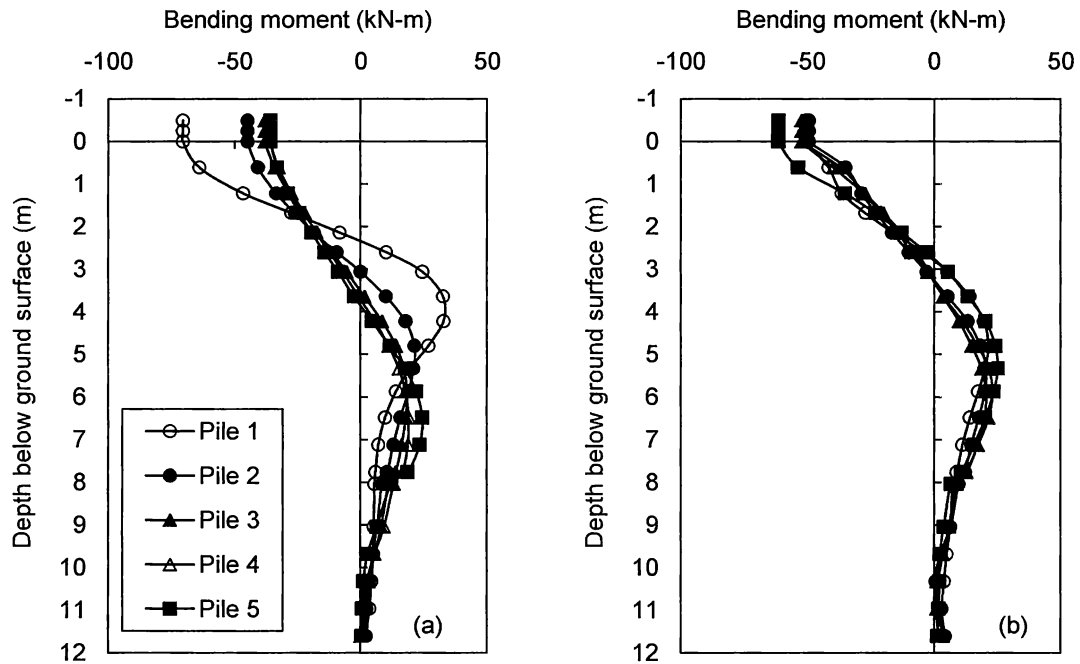 Bending moment (kN-m)
-100 -50 0 50
Depth below ground surface (m)
-1
0
1
2
3
4
5
6
7
8
9
10
11
12
Pile 1
Pile 2
Pile 3
Pile 4
Pile 5
(a)
Bending moment (kN-m)
-100 -50 0 50
Depth below ground surface (m)
-1
0
1
2
3
4
5
6
7
8
9
10
11
12
(b)